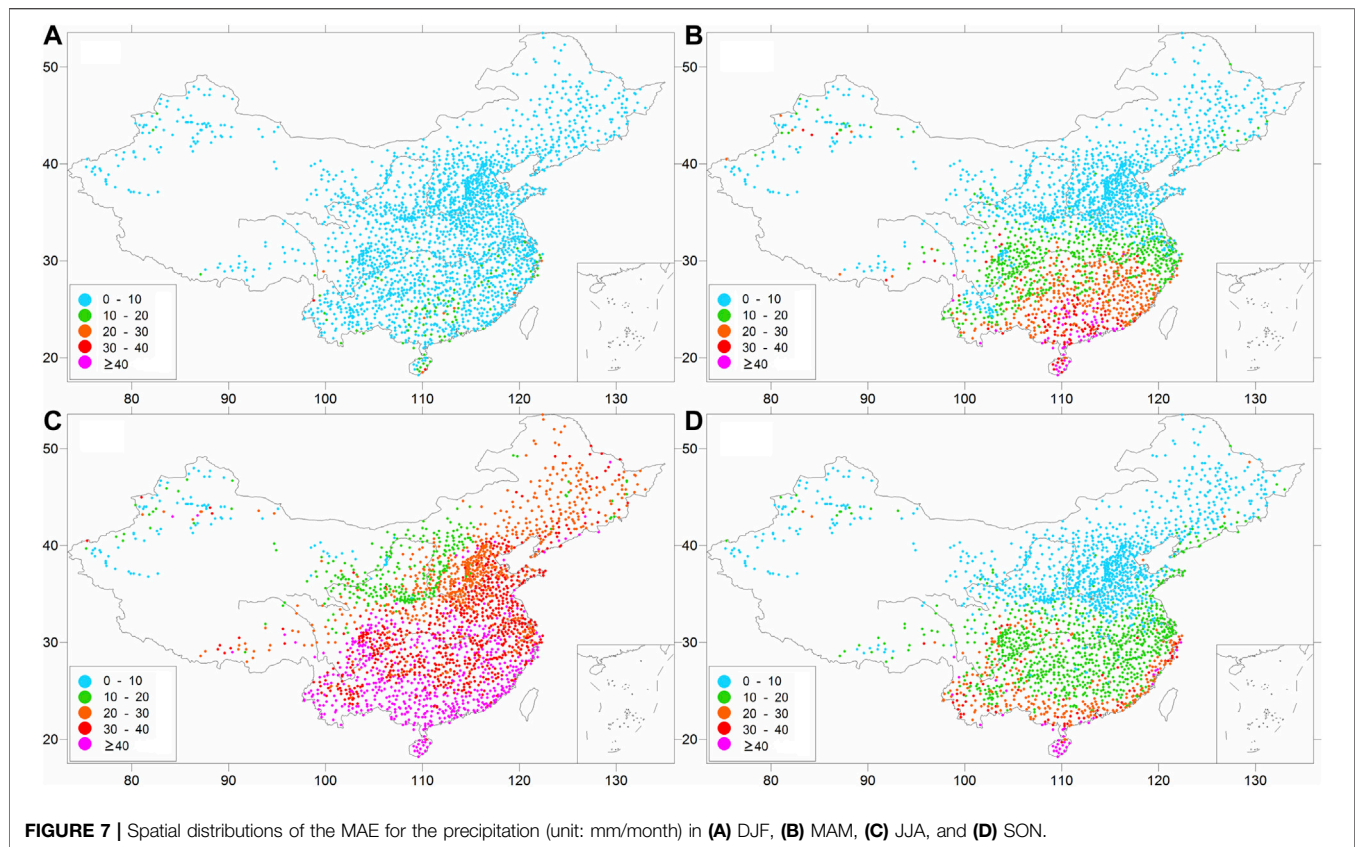 A
B
50
40
30
20
0 - 10
10 - 20
20 - 30
30 - 40
≥40
80 90 100 110 120 130
50
40
30
20
0 - 10
10 - 20
20 - 30
30 - 40
≥40
80 90 100 110 120 130
C
D
50
40
30
20
0 - 10
10 - 20
20 - 30
30 - 40
≥40
80 90 100 110 120 130
50
40
30
20
0 - 10
10 - 20
20 - 30
30 - 40
≥40
80 90 100 110 120 130
FIGURE 7 | Spatial distributions of the MAE for the precipitation (unit: mm/month) in (A) DJF, (B) MAM, (C) JJA, and (D) SON.